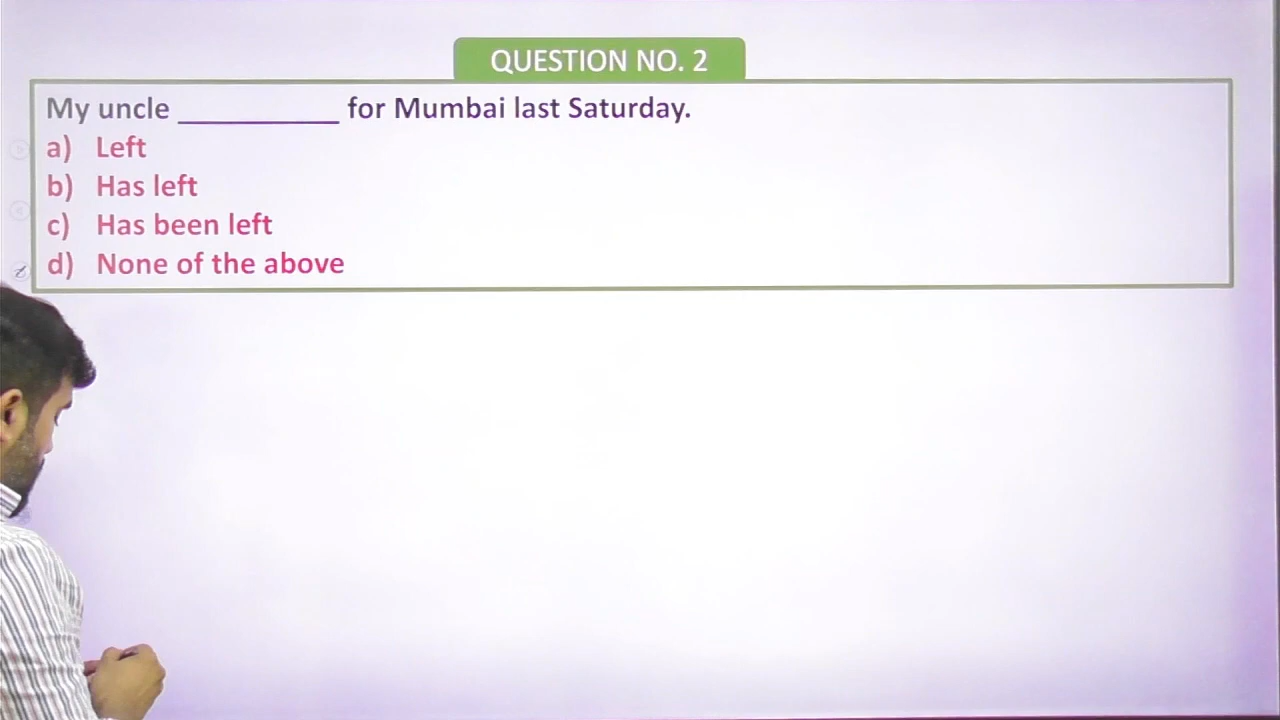 QUESTION NO. 2
My uncle __________ for Mumbai last Saturday.
a) Left
b) Has left
c) Has been left
d) None of the above